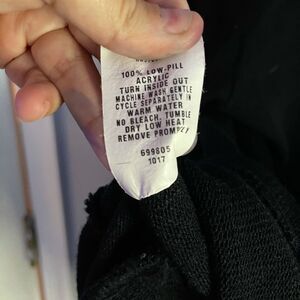 100% LOW-PILL
ACRYLIC
TURN INSIDE OUT
MACHINE WASH GENTLE
CYCLE SEPARATELY IN
WARM WATER
NO BLEACH. TUMBLE
DRY LOW HEAT
REMOVE PROMPLY
699805
1017